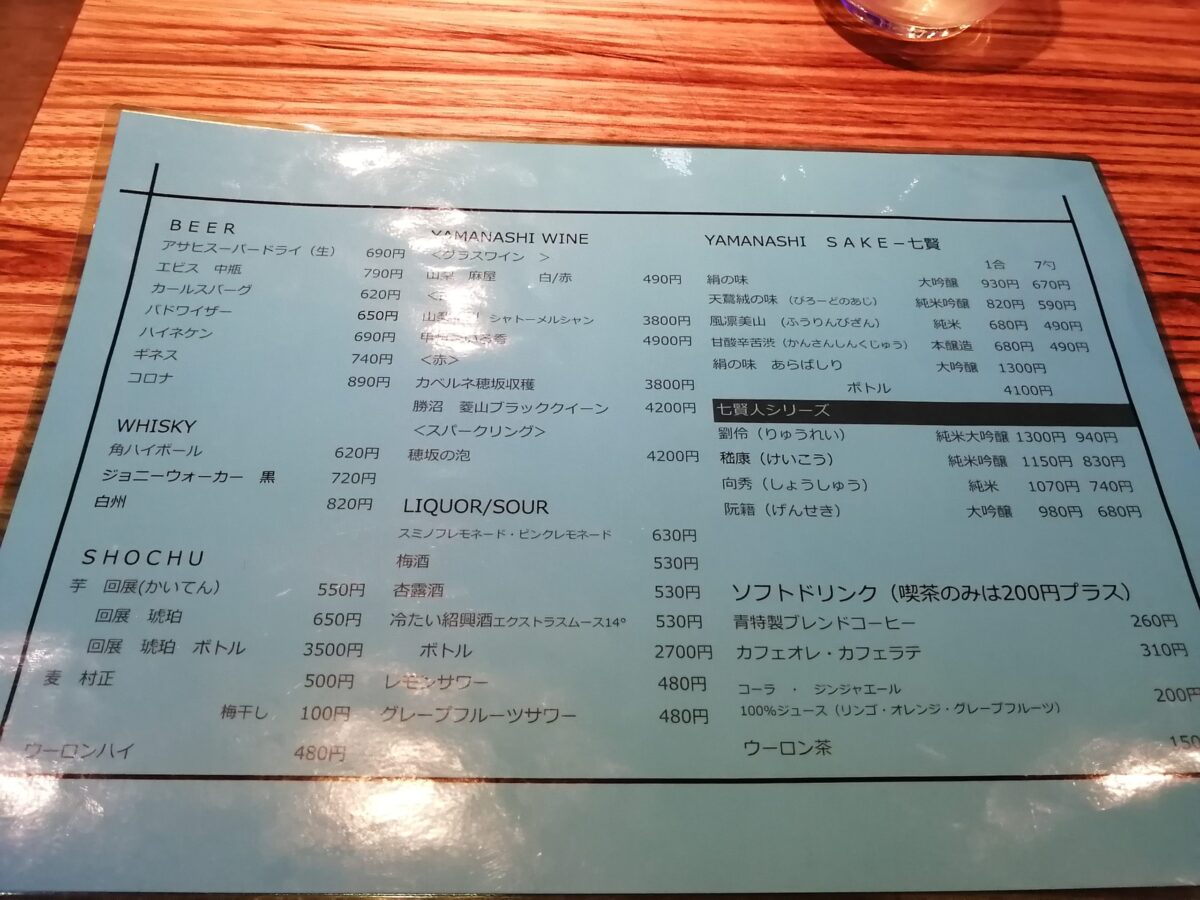 BEER
アサヒスーパードライ（生） 690円
エビス 中瓶 790円
カールスバーグ 620円
バドワイザー 650円
ハイネケン 690円
ギネス 740円
コロナ 890円
WHISKY
角ハイボール 620円
ジョニーウォーカー 黒 720円
白州 820円
SHOCHU
芋 回展(かいてん) 550円
回展 琥珀 650円
回展 琥珀 ボトル 3500円
麦 村正 500円
梅干し 100円
ウーロンハイ 480円
YAMANASHI WINE
＜グラスワイン ＞
麻屋 白/赤 490円
シャトーメルシャン 3800円
4900円
＜赤＞
カベルネ穂坂収穫 3800円
勝沼 菱山ブラッククイーン 4200円
＜スパークリング＞
穂坂の泡 4200円
LIQUOR/SOUR
スミノフレモネード・ピンクレモネード 630円
梅酒 530円
杏露酒 530円
冷たい紹興酒エクストラスムース14° 530円
ボトル 2700円
レモンサワー 480円
グレープフルーツサワー 480円
YAMANASHI SAKE－七賢
1合 7勺
絹の味 大吟醸 930円 670円
天鵞絨の味（びろーどのあじ） 純米吟醸 820円 590円
風凛美山 （ふうりんびざん） 純米 680円 490円
甘酸辛苦渋（かんさんしんくじゅう） 本醸造 680円 490円
絹の味 あらばしり 大吟醸 1300円
ボトル 4100円
七賢人シリーズ
劉伶（りゅうれい） 純米大吟醸 1300円 940円
嵇康（けいこう） 純米吟醸 1150円 830円
向秀（しょうしゅう） 純米 1070円 740円
阮籍（げんせき） 大吟醸 980円 680円
ソフトドリンク（喫茶のみは200円プラス）
青特製ブレンドコーヒー 260円
カフェオレ・カフェラテ 310円
コーラ ・ ジンジャエール 200円
100%ジュース（リンゴ・オレンジ・グレープフルーツ）
ウーロン茶 150